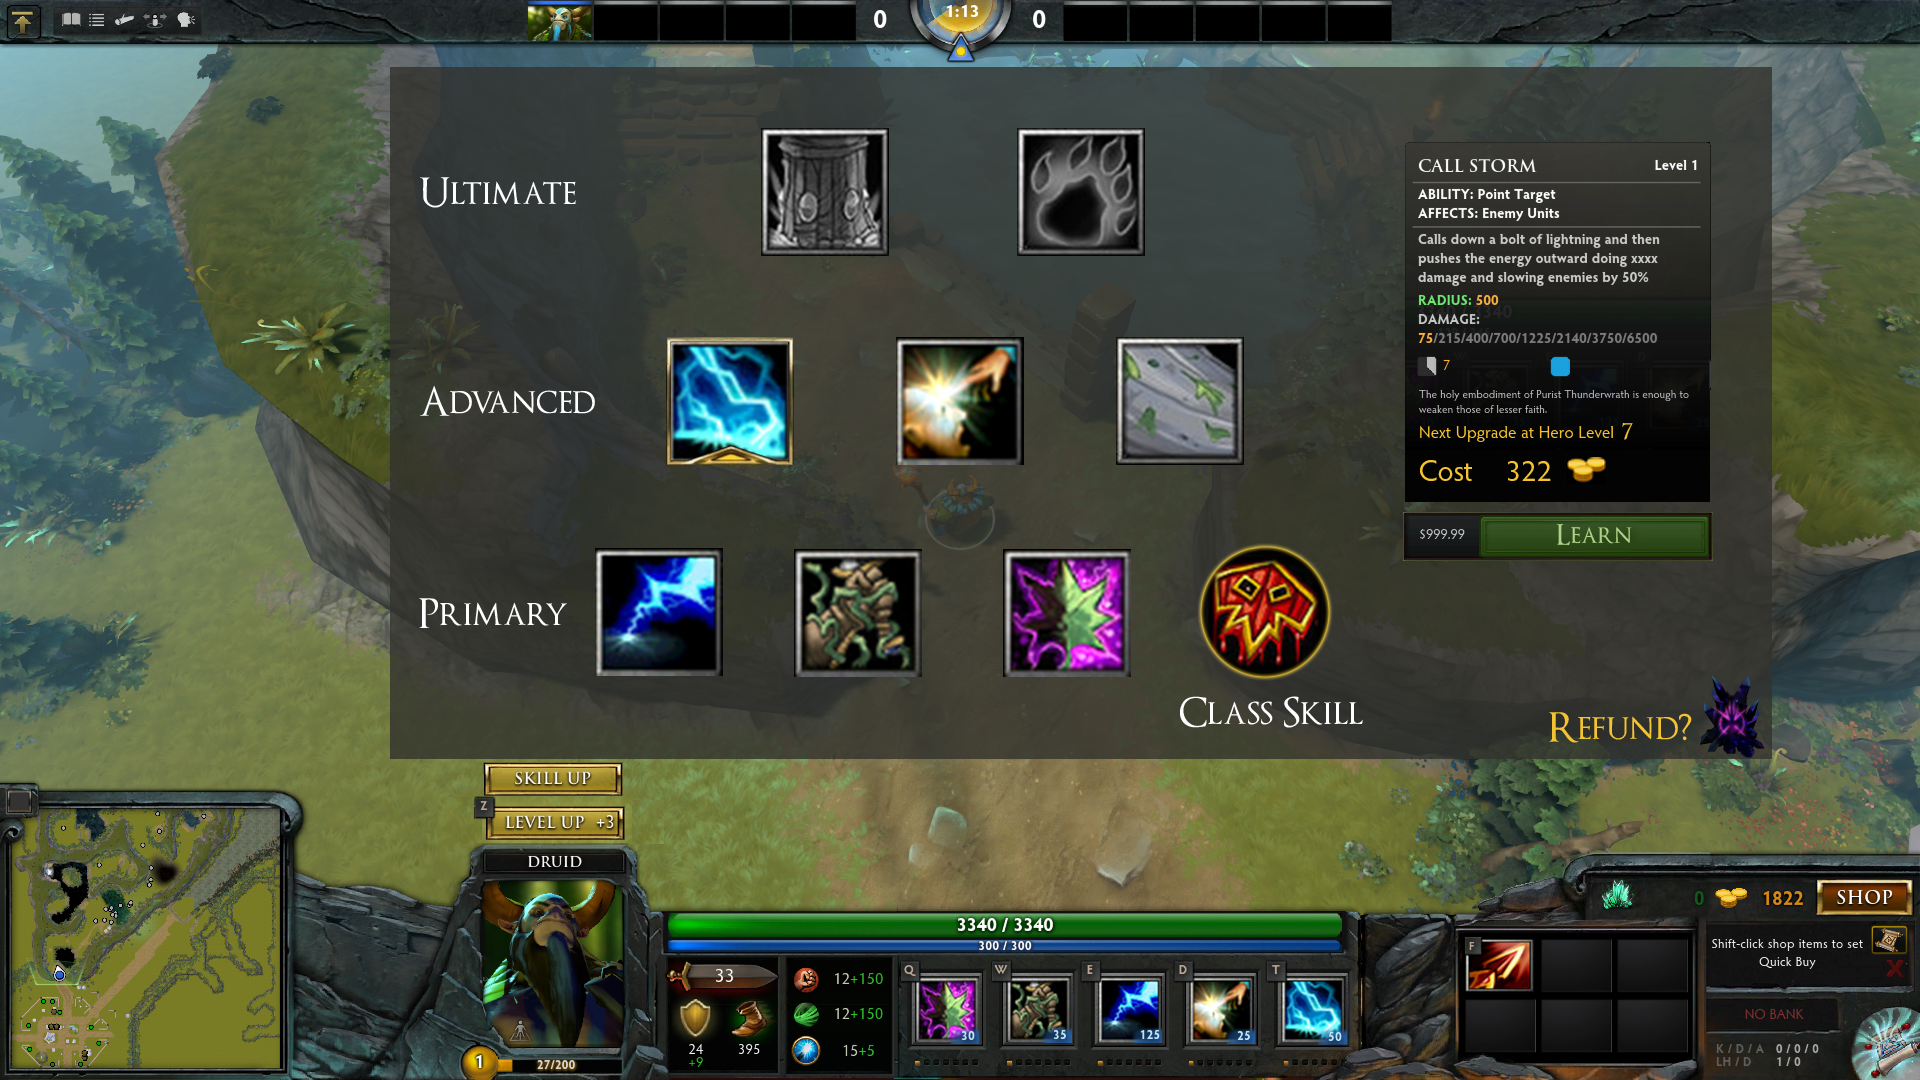 0
1:13
0
ULTIMATE
ADVANCED
PRIMARY
CLASS SKILL
CALL STORM Level 1
ABILITY: Point Target
AFFECTS: Enemy Units
Calls down a bolt of lightning and then
pushes the energy outward doing xxxx
damage and slowing enemies by 50%
RADIUS: 500
DAMAGE:
75/215/400/700/1225/2140/3750/6500
7
The holy embodiment of Purist Thunderwrath is enough to
weaken those of lesser faith.
Next Upgrade at Hero Level 7
Cost 322
$999.99 LEARN
REFUND?
SKILL UP
Z
LEVEL UP +3
DRUID
1
27/200
3340 / 3340
300 / 300
33
24
+9
395
12+150
12+150
15+5
Q W E D T
30 35 125 25 50
F
0 1822 SHOP
Shift-click shop items to set
Quick Buy
NO BANK
K / D / A 0/ 0/ 0
LH / D 1/ 0